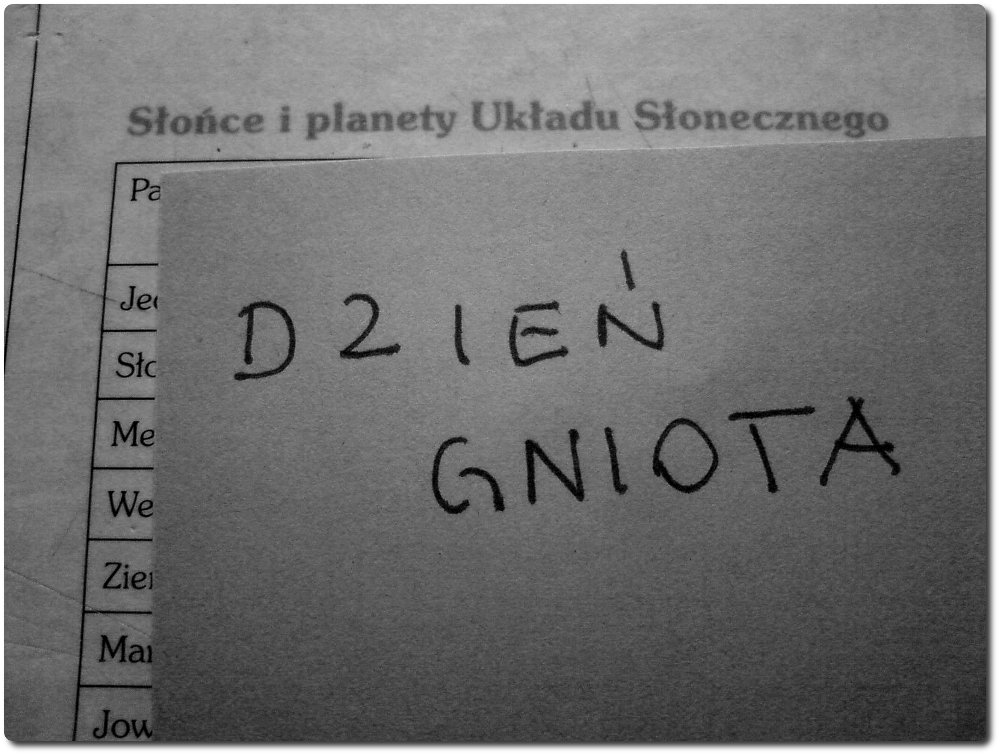 Słońce i planety Układu Słonecznego
DZIEŃ
GNIOTA